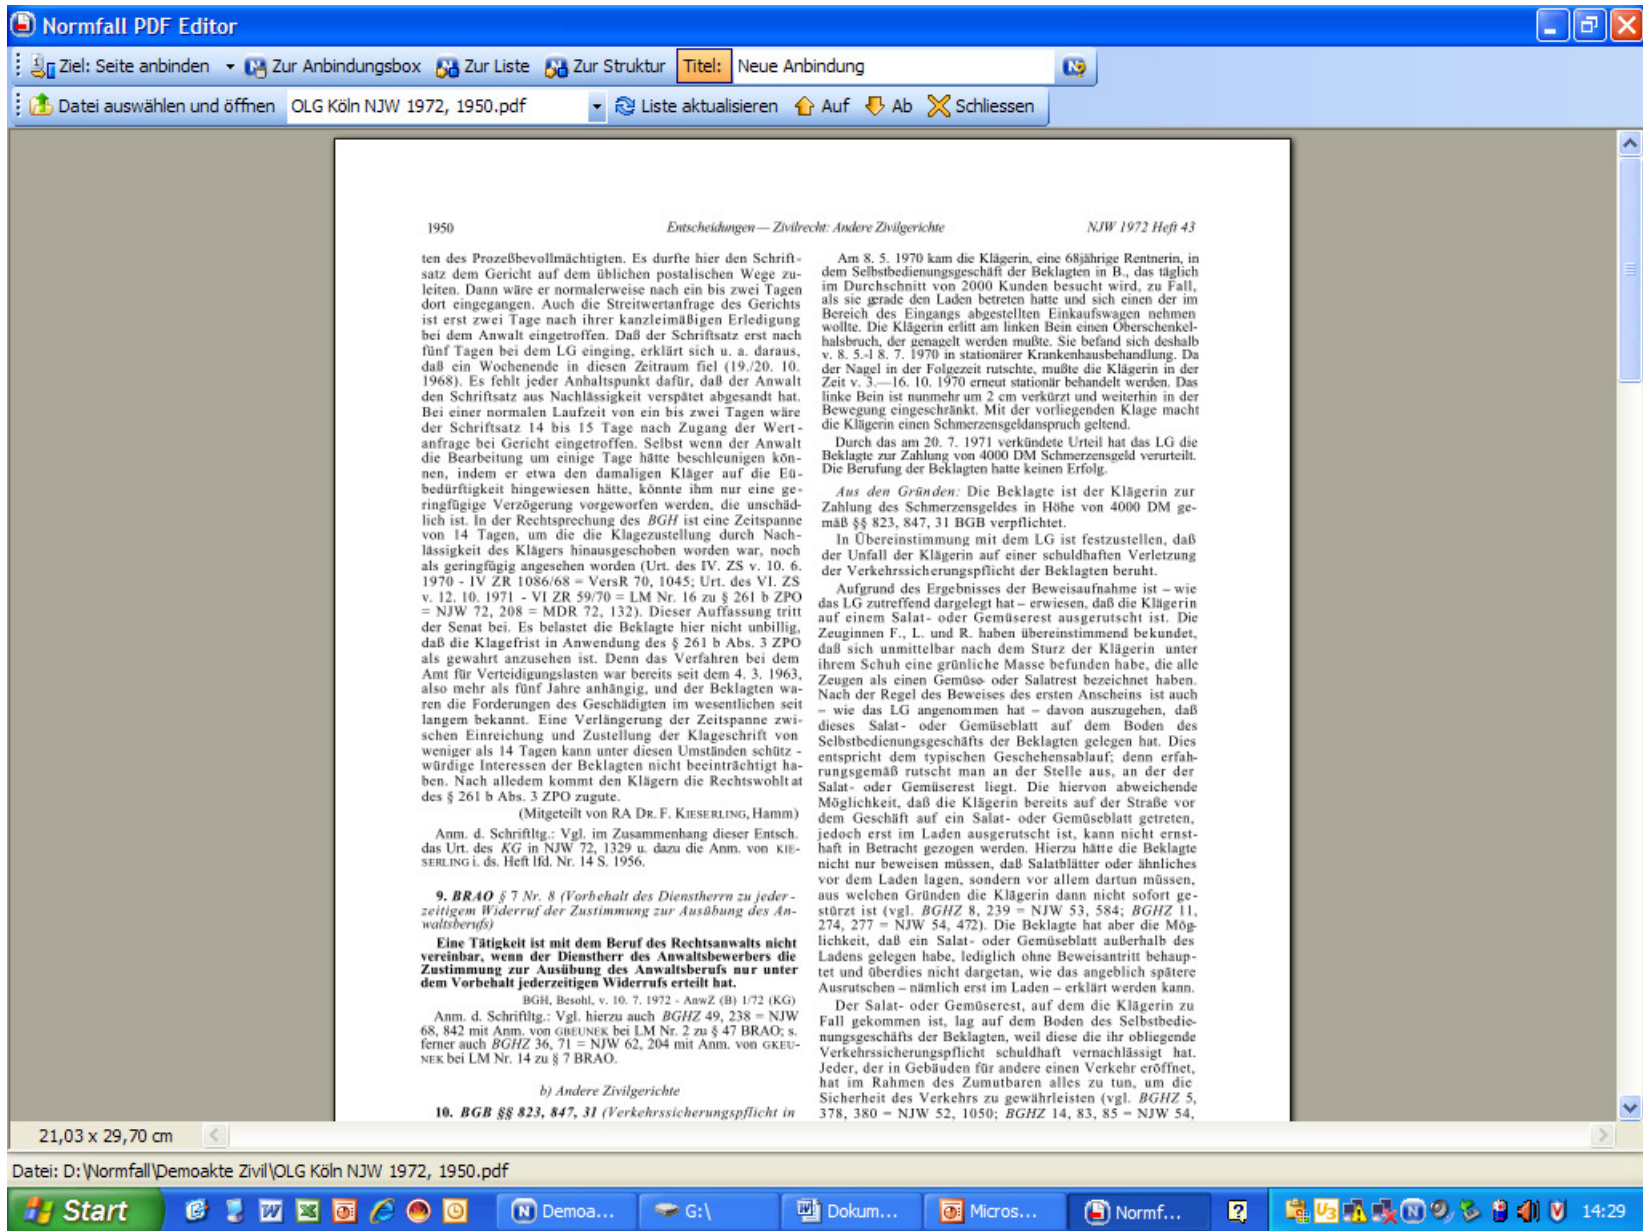 Normfall PDF Editor
Ziel: Seite anbinden Zur Anbindungsbox Zur Liste Zur Struktur Titel: Neue Anbindung
Datei auswählen und öffnen OLG Köln NJW 1972, 1950.pdf Liste aktualisieren Auf Ab Schliessen
1950 Entscheidungen — Zivilrecht: Andere Zivilgerichte NJW 1972 Heft 43
ten des Prozeßbevollmächtigten. Es durfte hier den Schrift-
satz dem Gericht auf dem üblichen postalischen Wege zu-
leiten. Dann wäre er normalerweise nach ein bis zwei Tagen
dort eingegangen. Auch die Streitwertanfrage des Gerichts
ist erst zwei Tage nach ihrer kanzleimäßigen Erledigung
bei dem Anwalt eingetroffen. Daß der Schriftsatz erst nach
fünf Tagen bei dem LG einging, erklärt sich u. a. daraus,
daß ein Wochenende in diesen Zeitraum fiel (19./20. 10.
1968). Es fehlt jeder Anhaltspunkt dafür, daß der Anwalt
den Schriftsatz aus Nachlässigkeit verspätet abgesandt hat.
Bei einer normalen Laufzeit von ein bis zwei Tagen wäre
der Schriftsatz 14 bis 15 Tage nach Zugang der Wert-
anfrage bei Gericht eingetroffen. Selbst wenn der Anwalt
die Bearbeitung um einige Tage hätte beschleunigen kön-
nen, indem er etwa den damaligen Kläger auf die Eü-
bedürftigkeit hingewiesen hätte, könnte ihm nur eine ge-
ringfügige Verzögerung vorgeworfen werden, die unschäd-
lich ist. In der Rechtsprechung des BGH ist eine Zeitspanne
von 14 Tagen, um die die Klagezustellung durch Nach-
lässigkeit des Klägers hinausgeschoben worden war, noch
als geringfügig angesehen worden (Urt. des IV. ZS v. 10. 6.
1970 - IV ZR 1086/68 = VersR 70, 1045; Urt. des VI. ZS
v. 12. 10. 1971 - VI ZR 59/70 = LM Nr. 16 zu § 261 b ZPO
= NJW 72, 208 = MDR 72, 132). Dieser Auffassung tritt
der Senat bei. Es belastet die Beklagte hier nicht unbillig,
daß die Klagefrist in Anwendung des § 261 b Abs. 3 ZPO
als gewahrt anzusehen ist. Denn das Verfahren bei dem
Amt für Verteidigungslasten war bereits seit dem 4. 3. 1963,
also mehr als fünf Jahre anhängig, und der Beklagten wa-
ren die Forderungen des Geschädigten im wesentlichen seit
langem bekannt. Eine Verlängerung der Zeitspanne zwi-
schen Einreichung und Zustellung der Klageschrift von
weniger als 14 Tagen kann unter diesen Umständen schütz -
würdige Interessen der Beklagten nicht beeinträchtigt ha-
ben. Nach alledem kommt den Klägern die Rechtswohltat
des § 261 b Abs. 3 ZPO zugute.
(Mitgeteilt von RA DR. F. KIESERLING, Hamm)
Anm. d. Schriftltg.: Vgl. im Zusammenhang dieser Entsch.
das Urt. des KG in NJW 72, 1329 u. dazu die Anm. von KIE-
SERLING i. ds. Heft lfd. Nr. 14 S. 1956.
9. BRAO § 7 Nr. 8 (Vorbehalt des Dienstherrn zu jeder-
zeitigem Widerruf der Zustimmung zur Ausübung des An-
waltsberufs)
Eine Tätigkeit ist mit dem Beruf des Rechtsanwalts nicht
vereinbar, wenn der Dienstherr des Anwaltsbewerbers die
Zustimmung zur Ausübung des Anwaltsberufs nur unter
dem Vorbehalt jederzeitigen Widerrufs erteilt hat.
BGH, Besohl, v. 10. 7. 1972 - AnwZ (B) 1/72 (KG)
Anm. d. Schriftltg.: Vgl. hierzu auch BGHZ 49, 238 = NJW
68, 842 mit Anm. von GBEUNEK bei LM Nr. 2 zu § 47 BRAO; s.
ferner auch BGHZ 36, 71 = NJW 62, 204 mit Anm. von GKEU-
NEK bei LM Nr. 14 zu § 7 BRAO.
b) Andere Zivilgerichte
10. BGB §§ 823, 847, 31 (Verkehrssicherungspflicht in
Am 8. 5. 1970 kam die Klägerin, eine 68jährige Rentnerin, in
dem Selbstbedienungsgeschäft der Beklagten in B., das täglich
im Durchschnitt von 2000 Kunden besucht wird, zu Fall,
als sie gerade den Laden betreten hatte und sich einen der im
Bereich des Eingangs abgestellten Einkaufswagen nehmen
wollte. Die Klägerin erlitt am linken Bein einen Oberschenkel-
halsbruch, der genagelt werden mußte. Sie befand sich deshalb
v. 8. 5.-l 8. 7. 1970 in stationärer Krankenhausbehandlung. Da
der Nagel in der Folgezeit rutschte, mußte die Klägerin in der
Zeit v. 3.—16. 10. 1970 erneut stationär behandelt werden. Das
linke Bein ist nunmehr um 2 cm verkürzt und weiterhin in der
Bewegung eingeschränkt. Mit der vorliegenden Klage macht
die Klägerin einen Schmerzensgeldanspruch geltend.
Durch das am 20. 7. 1971 verkündete Urteil hat das LG die
Beklagte zur Zahlung von 4000 DM Schmerzensgeld verurteilt.
Die Berufung der Beklagten hatte keinen Erfolg.
Aus den Gründen: Die Beklagte ist der Klägerin zur
Zahlung des Schmerzensgeldes in Höhe von 4000 DM ge-
mäß §§ 823, 847, 31 BGB verpflichtet.
In Übereinstimmung mit dem LG ist festzustellen, daß
der Unfall der Klägerin auf einer schuldhaften Verletzung
der Verkehrssicherungspflicht der Beklagten beruht.
Aufgrund des Ergebnisses der Beweisaufnahme ist – wie
das LG zutreffend dargelegt hat – erwiesen, daß die Klägerin
auf einem Salat- oder Gemüserest ausgerutscht ist. Die
Zeuginnen F., L. und R. haben übereinstimmend bekundet,
daß sich unmittelbar nach dem Sturz der Klägerin unter
ihrem Schuh eine grünliche Masse befunden habe, die alle
Zeugen als einen Gemüse- oder Salatrest bezeichnet haben.
Nach der Regel des Beweises des ersten Anscheins ist auch
– wie das LG angenommen hat – davon auszugehen, daß
dieses Salat- oder Gemüseblatt auf dem Boden des
Selbstbedienungsgeschäfts der Beklagten gelegen hat. Dies
entspricht dem typischen Geschehensablauf; denn erfah-
rungsgemäß rutscht man an der Stelle aus, an der der
Salat- oder Gemüserest liegt. Die hiervon abweichende
Möglichkeit, daß die Klägerin bereits auf der Straße vor
dem Geschäft auf ein Salat- oder Gemüseblatt getreten,
jedoch erst im Laden ausgerutscht ist, kann nicht ernst-
haft in Betracht gezogen werden. Hierzu hätte die Beklagte
nicht nur beweisen müssen, daß Salatblätter oder ähnliches
vor dem Laden lagen, sondern vor allem dartun müssen,
aus welchen Gründen die Klägerin dann nicht sofort ge-
stürzt ist (vgl. BGHZ 8, 239 = NJW 53, 584; BGHZ 11,
274, 277 = NJW 54, 472). Die Beklagte hat aber die Mög-
lichkeit, daß ein Salat- oder Gemüseblatt außerhalb des
Ladens gelegen habe, lediglich ohne Beweisantritt behaup-
tet und überdies nicht dargetan, wie das angeblich spätere
Ausrutschen – nämlich erst im Laden – erklärt werden kann.
Der Salat- oder Gemüserest, auf dem die Klägerin zu
Fall gekommen ist, lag auf dem Boden des Selbstbedie-
nungsgeschäfts der Beklagten, weil diese die ihr obliegende
Verkehrssicherungspflicht schuldhaft vernachlässigt hat.
Jeder, der in Gebäuden für andere einen Verkehr eröffnet,
hat im Rahmen des Zumutbaren alles zu tun, um die
Sicherheit des Verkehrs zu gewährleisten (vgl. BGHZ 5,
378, 380 = NJW 52, 1050; BGHZ 14, 83, 85 = NJW 54,
21,03 x 29,70 cm
Datei: D:\Normfall\Demoakte Zivil\OLG Köln NJW 1972, 1950.pdf
Start Demoa... G:\ Dokum... Micros... Normf... 14:29